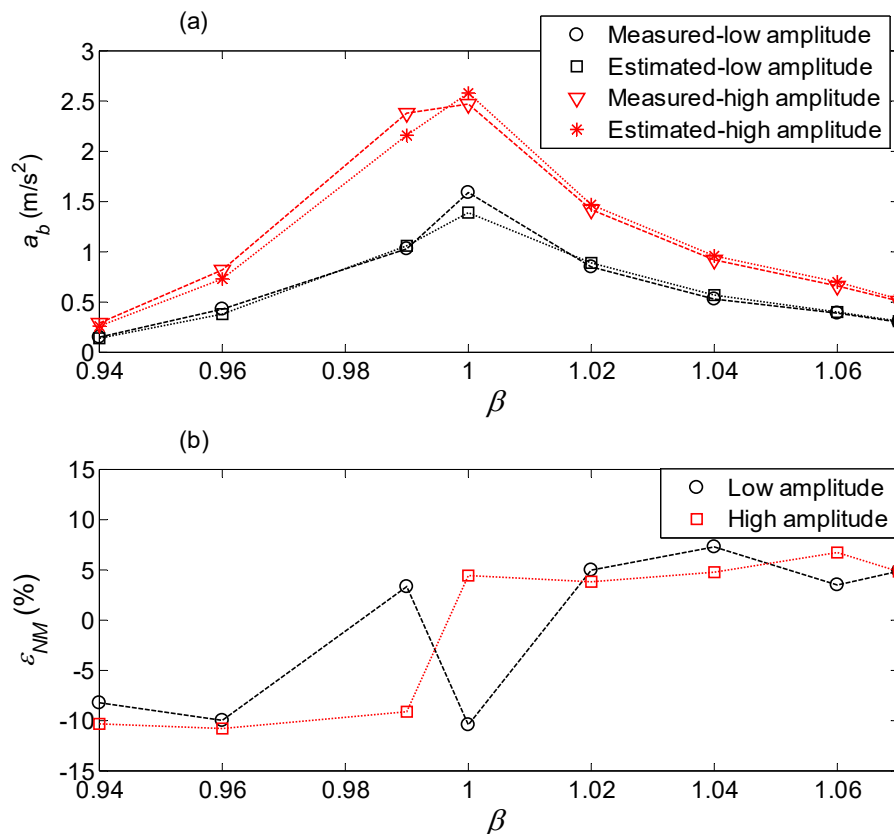 (a)
Measured-low amplitude
Estimated-low amplitude
Measured-high amplitude
Estimated-high amplitude
3
2.5
2
1.5
1
0.5
0
a_b (m/s²)
0.94 0.96 0.98 1 1.02 1.04 1.06
β
(b)
Low amplitude
High amplitude
15
10
5
0
-5
-10
-15
ε_NM (%)
0.94 0.96 0.98 1 1.02 1.04 1.06
β